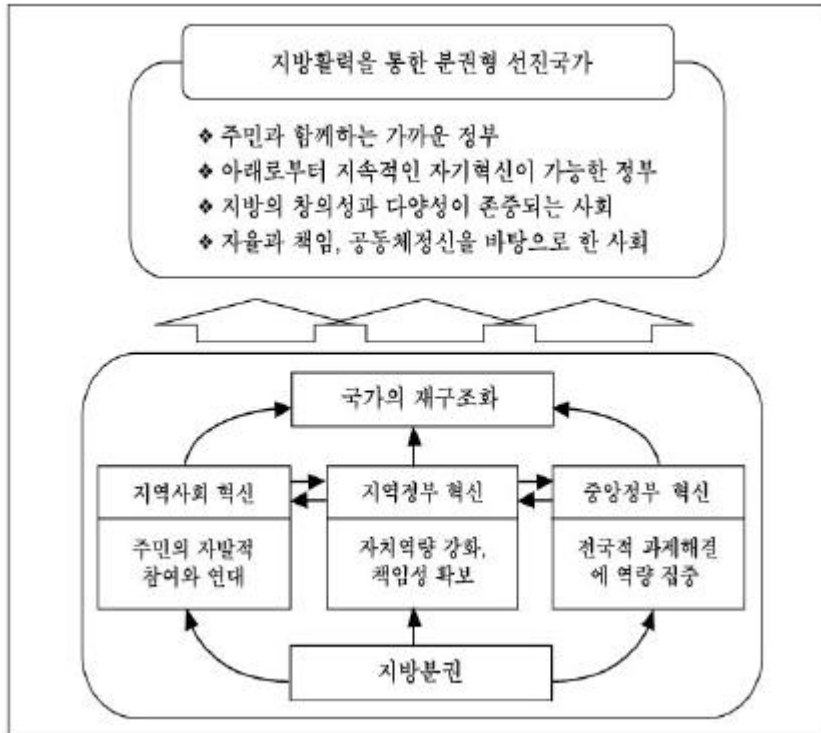 지방활력을 통한 분권형 선진국가
❖ 주민과 함께하는 가까운 정부
❖ 아래로부터 지속적인 자기혁신이 가능한 정부
❖ 지방의 창의성과 다양성이 존중되는 사회
❖ 자율과 책임, 공동체정신을 바탕으로 한 사회
국가의 재구조화
지역사회 혁신
주민의 자발적
참여와 연대
지역정부 혁신
자치역량 강화,
책임성 확보
중앙정부 혁신
전국적 과제해결
에 역량 집중
지방분권